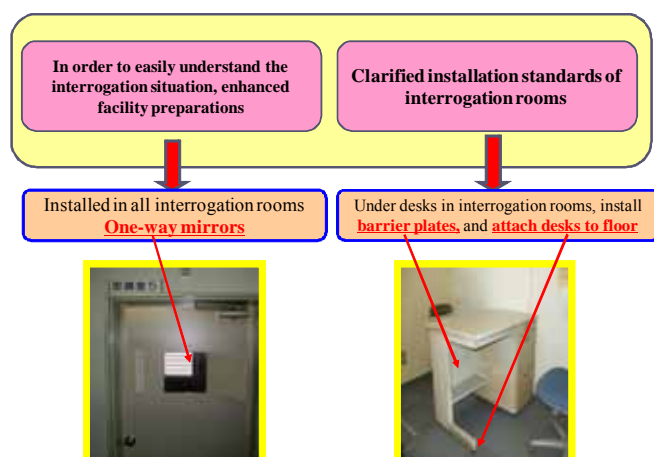 In order to easily understand the
interrogation situation, enhanced
facility preparations
Clarified installation standards of
interrogation rooms
Installed in all interrogation rooms
One-way mirrors
Under desks in interrogation rooms, install
barrier plates, and attach desks to floor